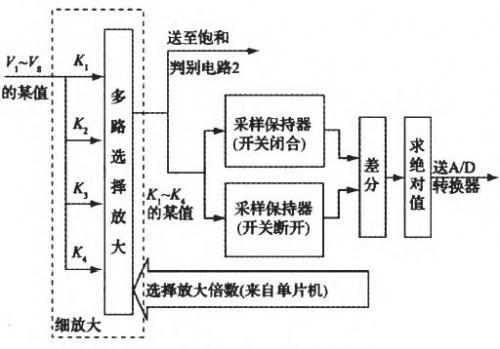 V₁~V₈
的某值
K₁
K₂
K₃
K₄
多路选择放大
细放大
送至饱和
判别电路2
K₁~K₄
的某值
采样保持器
(开关闭合)
采样保持器
(开关断开)
差分
求绝对值
送A/D
转换器
选择放大倍数(来自单片机)